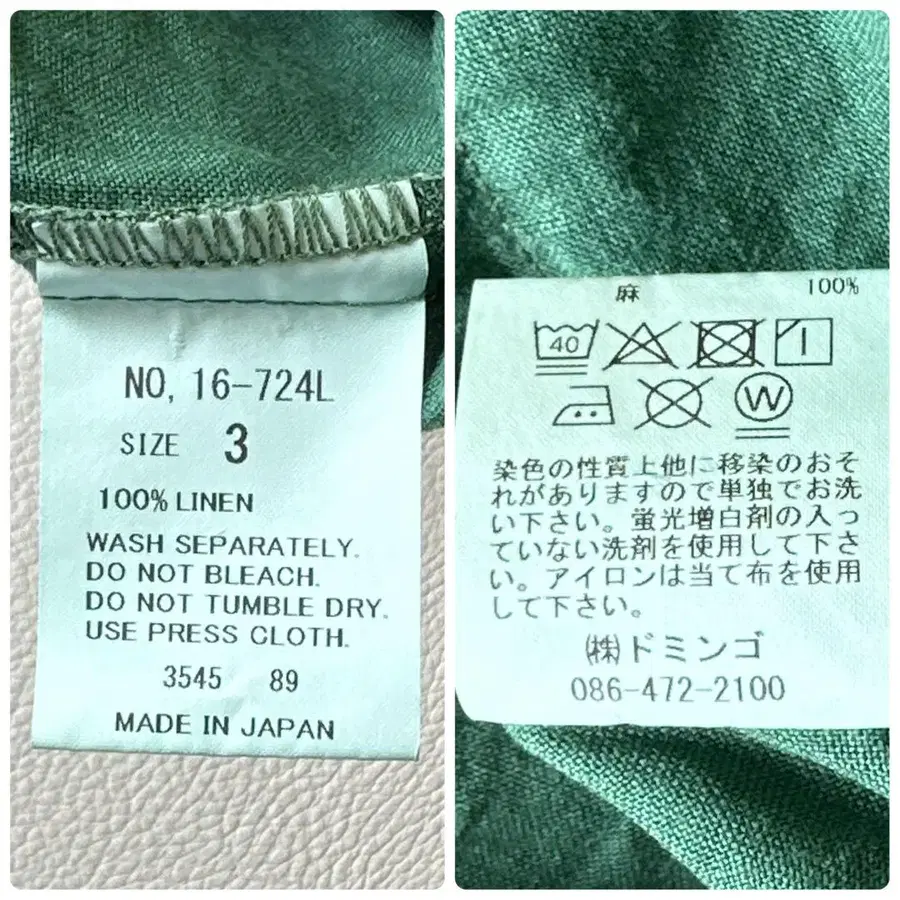 NO, 16-724L
SIZE 3
100% LINEN
WASH SEPARATELY.
DO NOT BLEACH.
DO NOT TUMBLE DRY.
USE PRESS CLOTH.
3545 89
MADE IN JAPAN
麻 100%
40
W
染色の性質上他に移染のおそ
れがありますので単独でお洗
い下さい。蛍光増白剤の入っ
ていない洗剤を使用して下さ
い。アイロンは当て布を使用
して下さい。
㈱ドミンゴ
086-472-2100